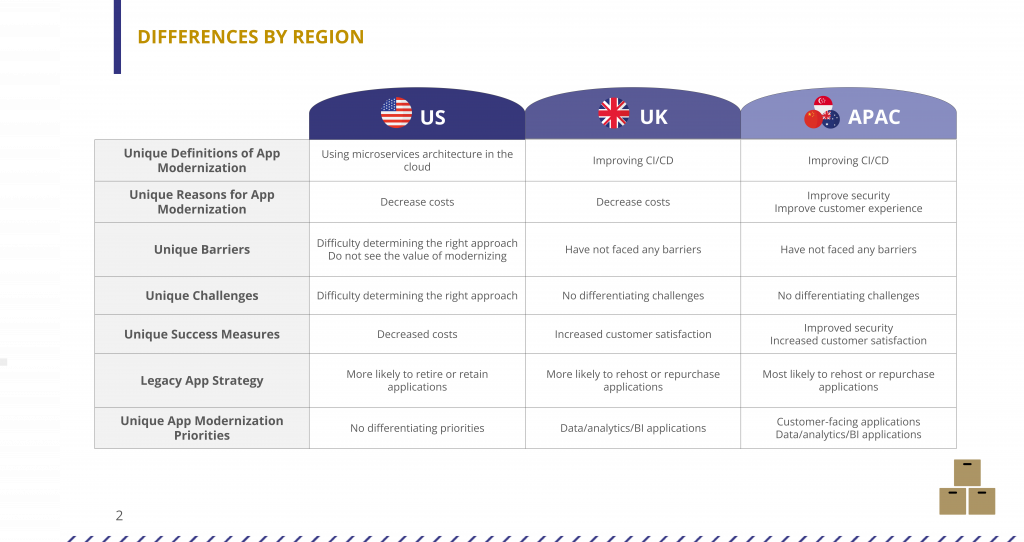 DIFFERENCES BY REGION
US
UK
APAC
Unique Definitions of App
Modernization
Using microservices architecture in the
cloud
Improving CI/CD
Improving CI/CD
Unique Reasons for App
Modernization
Decrease costs
Decrease costs
Improve security
Improve customer experience
Unique Barriers
Difficulty determining the right approach
Do not see the value of modernizing
Have not faced any barriers
Have not faced any barriers
Unique Challenges
Difficulty determining the right approach
No differentiating challenges
No differentiating challenges
Unique Success Measures
Decreased costs
Increased customer satisfaction
Improved security
Increased customer satisfaction
Legacy App Strategy
More likely to retire or retain
applications
More likely to rehost or repurchase
applications
Most likely to rehost or repurchase
applications
Unique App Modernization
Priorities
No differentiating priorities
Data/analytics/BI applications
Customer-facing applications
Data/analytics/BI applications
2